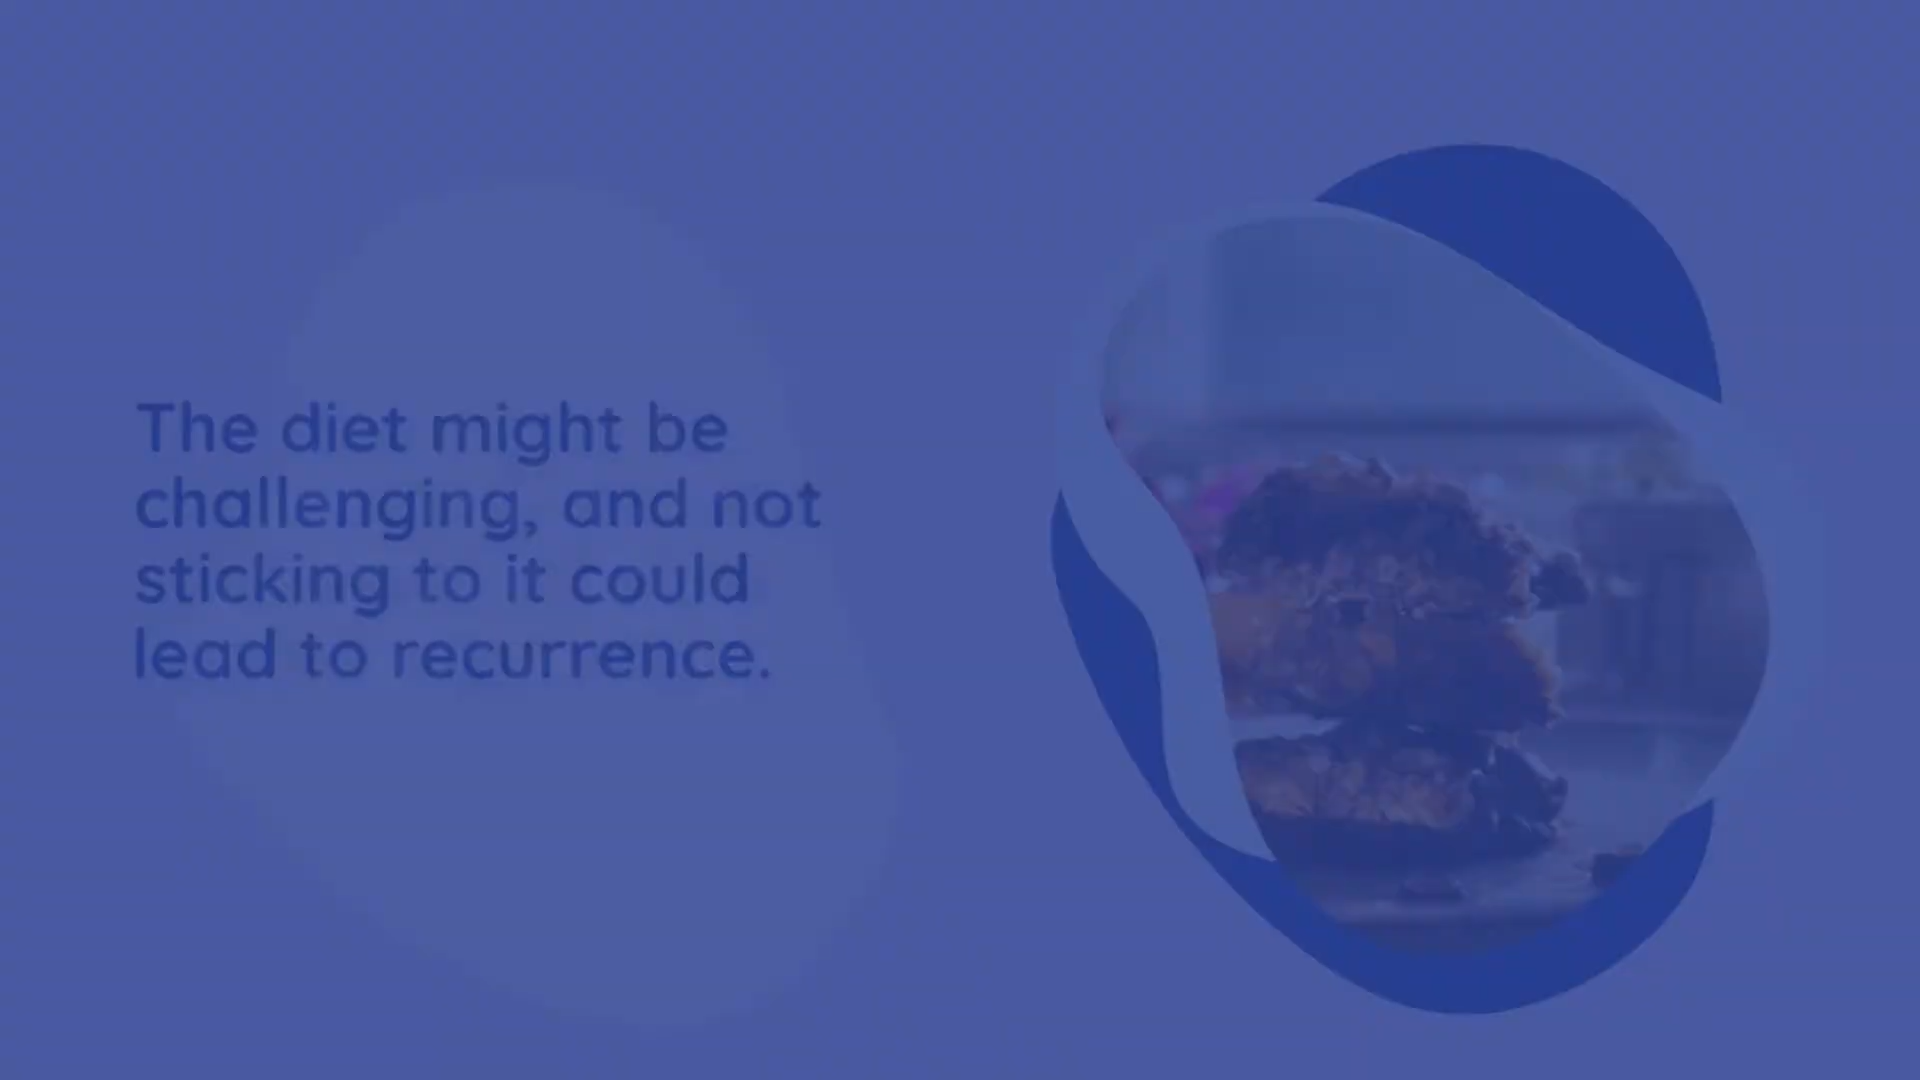 The diet might be
challenging, and not
sticking to it could
lead to recurrence.